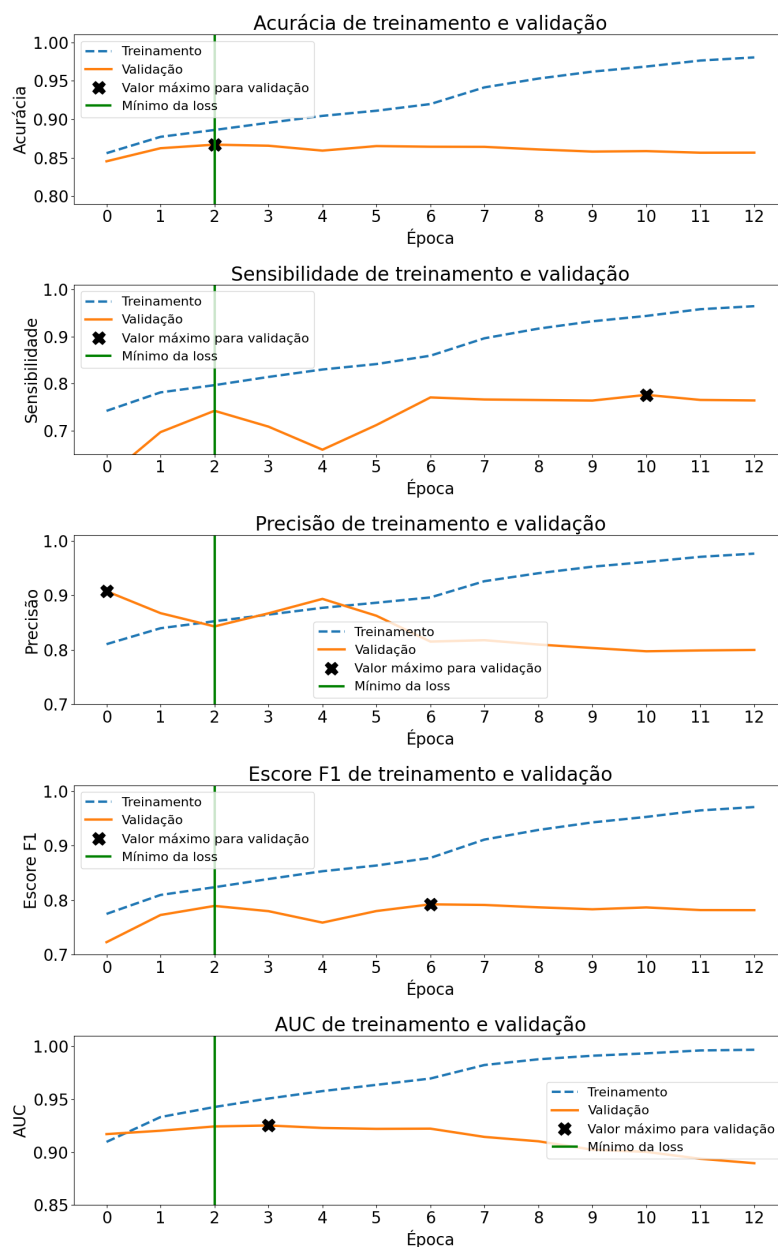 Acurácia de treinamento e validação
1.00
0.95
0.90
0.85
0.80
Acurácia
Treinamento
Validação
Valor máximo para validação
Mínimo da loss
0 1 2 3 4 5 6 7 8 9 10 11 12
Época
Sensibilidade de treinamento e validação
1.0
0.9
0.8
0.7
Sensibilidade
Treinamento
Validação
Valor máximo para validação
Mínimo da loss
0 1 2 3 4 5 6 7 8 9 10 11 12
Época
Precisão de treinamento e validação
1.0
0.9
0.8
0.7
Precisão
Treinamento
Validação
Valor máximo para validação
Mínimo da loss
0 1 2 3 4 5 6 7 8 9 10 11 12
Época
Escore F1 de treinamento e validação
1.0
0.9
0.8
0.7
Escore F1
Treinamento
Validação
Valor máximo para validação
Mínimo da loss
0 1 2 3 4 5 6 7 8 9 10 11 12
Época
AUC de treinamento e validação
1.00
0.95
0.90
0.85
AUC
Treinamento
Validação
Valor máximo para validação
Mínimo da loss
0 1 2 3 4 5 6 7 8 9 10 11 12
Época